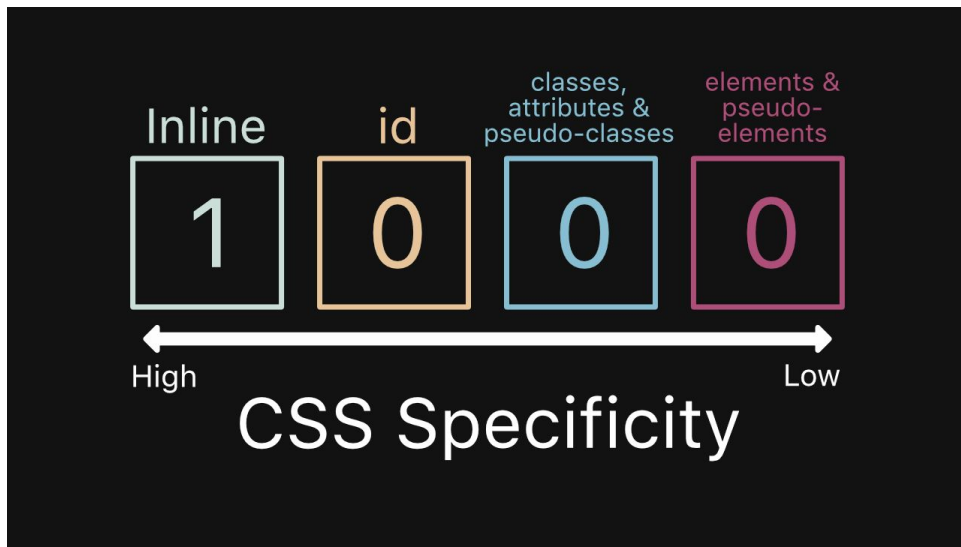 Inline
id
classes,
attributes &
pseudo-classes
elements &
pseudo-
elements
1
0
0
0
High
Low
CSS Specificity